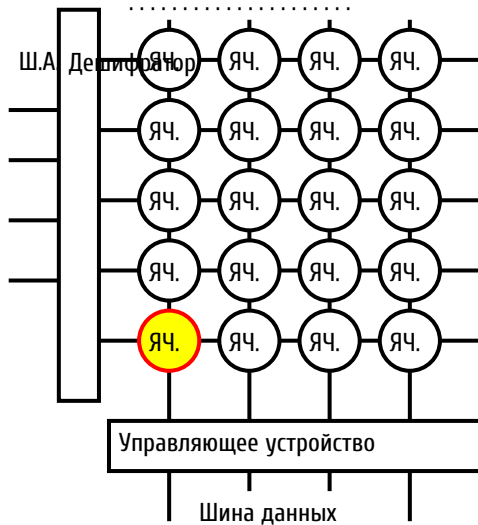 . . . . . . . . . . . . . . . . . . . . .
Ш.А. Дешифратор ЯЧ. ЯЧ. ЯЧ. ЯЧ.
ЯЧ. ЯЧ. ЯЧ. ЯЧ.
ЯЧ. ЯЧ. ЯЧ. ЯЧ.
ЯЧ. ЯЧ. ЯЧ. ЯЧ.
ЯЧ. ЯЧ. ЯЧ. ЯЧ.
Управляющее устройство
Шина данных